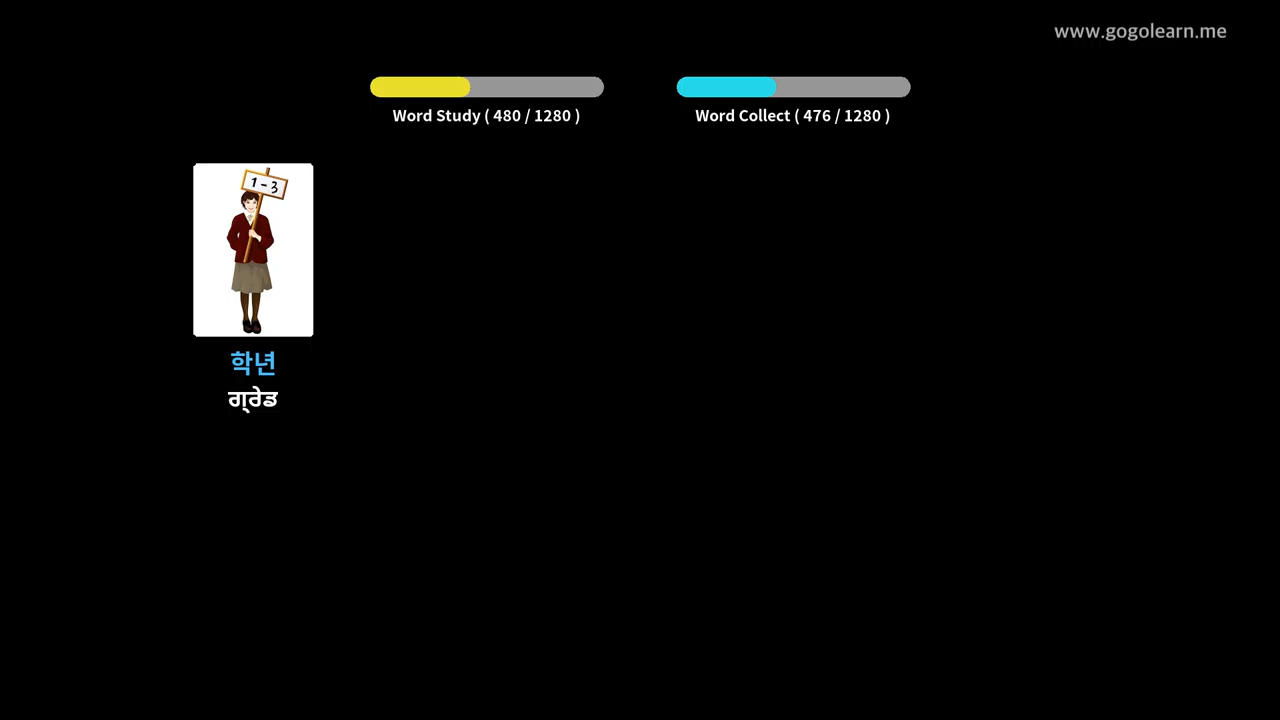 www.gogolearn.me
Word Study ( 480 / 1280 )
Word Collect ( 476 / 1280 )
1 - 3
학년
ਗ੍ਰੇਡ